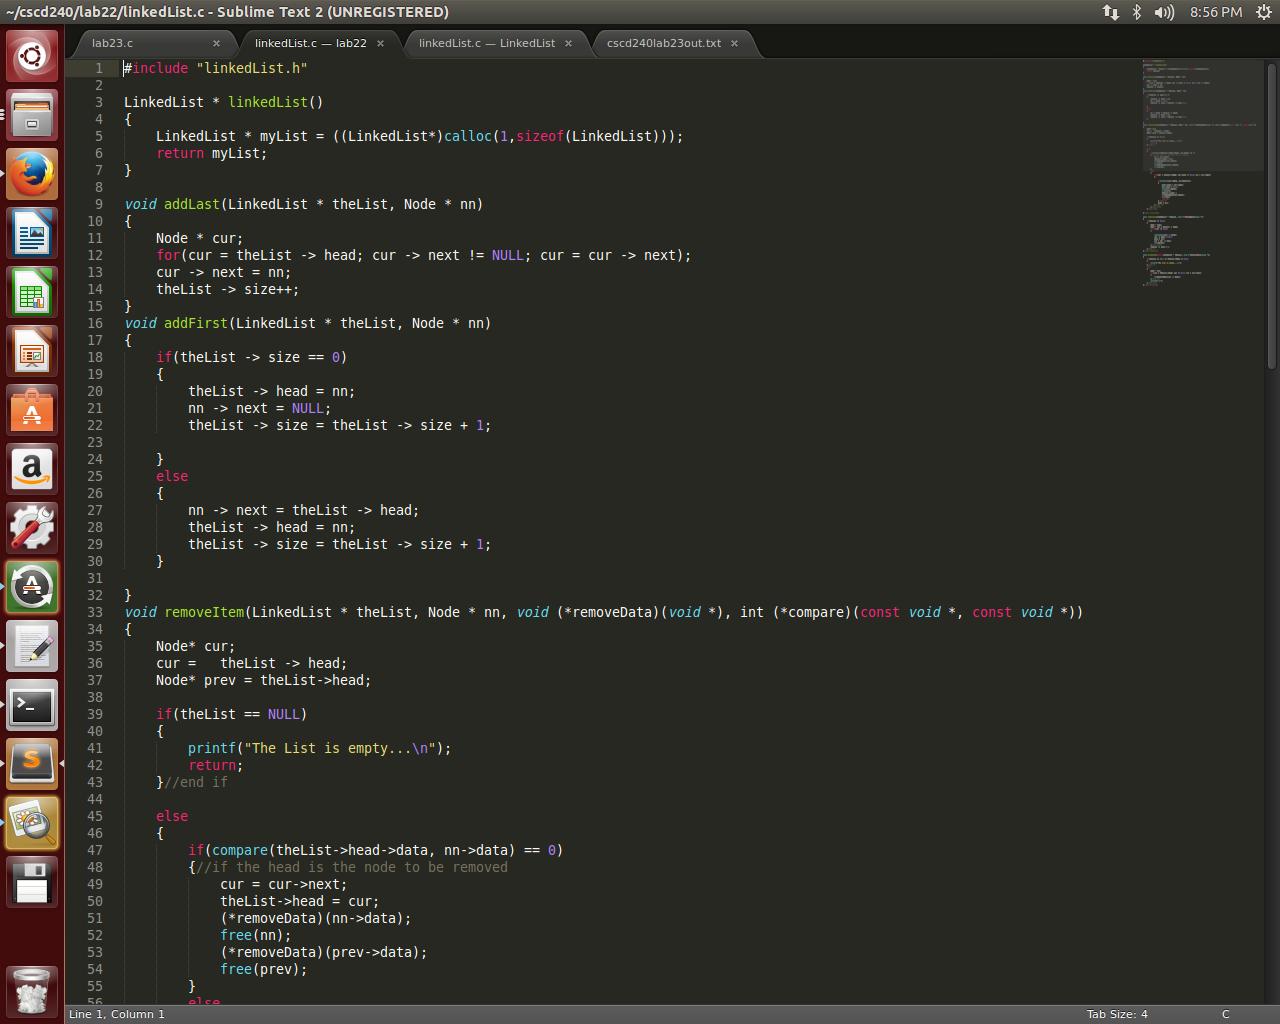 ~/cscd240/lab22/linkedList.c - Sublime Text 2 (UNREGISTERED)
8:56 PM
lab23.c × linkedList.c — lab22 × linkedList.c — LinkedList × cscd240lab23out.txt ×
1 #include "linkedList.h"
2
3 LinkedList * linkedList()
4 {
5     LinkedList * myList = ((LinkedList*)calloc(1,sizeof(LinkedList)));
6     return myList;
7 }
8
9 void addLast(LinkedList * theList, Node * nn)
10 {
11     Node * cur;
12     for(cur = theList -> head; cur -> next != NULL; cur = cur -> next);
13     cur -> next = nn;
14     theList -> size++;
15 }
16 void addFirst(LinkedList * theList, Node * nn)
17 {
18     if(theList -> size == 0)
19     {
20         theList -> head = nn;
21         nn -> next = NULL;
22         theList -> size = theList -> size + 1;
23
24     }
25     else
26     {
27         nn -> next = theList -> head;
28         theList -> head = nn;
29         theList -> size = theList -> size + 1;
30     }
31
32 }
33 void removeItem(LinkedList * theList, Node * nn, void (*removeData)(void *), int (*compare)(const void *, const void *))
34 {
35     Node* cur;
36     cur =   theList -> head;
37     Node* prev = theList->head;
38
39     if(theList == NULL)
40     {
41         printf("The List is empty...\n");
42         return;
43     }//end if
44
45     else
46     {
47         if(compare(theList->head->data, nn->data) == 0)
48         {//if the head is the node to be removed
49             cur = cur->next;
50             theList->head = cur;
51             (*removeData)(nn->data);
52             free(nn);
53             (*removeData)(prev->data);
54             free(prev);
55         }
56         else
Line 1, Column 1 Tab Size: 4 C